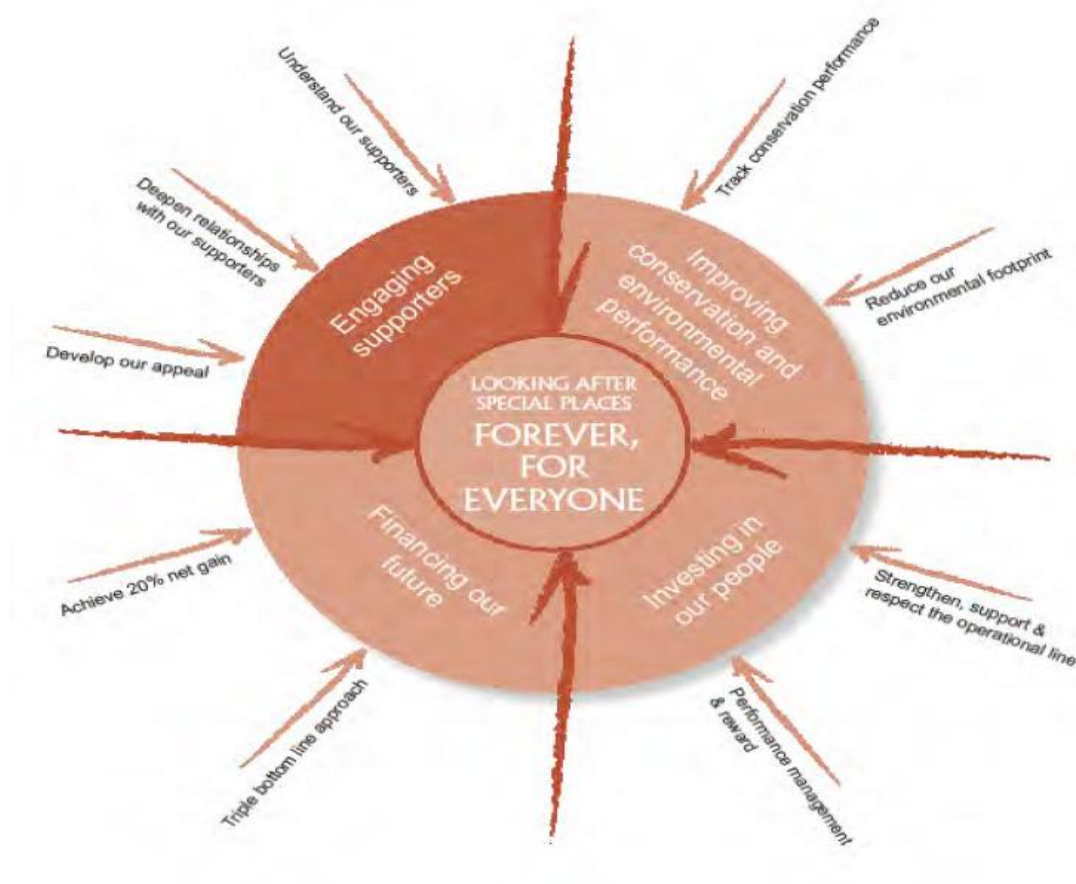 Understand our supporters
Deepen relationships
with our supporters
Develop our appeal
Engaging
supporters
Track conservation performance
Reduce our
environmental footprint
Improving
conservation and
environmental
performance
LOOKING AFTER
SPECIAL PLACES
FOREVER,
FOR
EVERYONE
Financing our
future
Achieve 20% net gain
Triple bottom line approach
Investing in
our people
Strengthen, support &
respect the operational line
Performance management
& reward